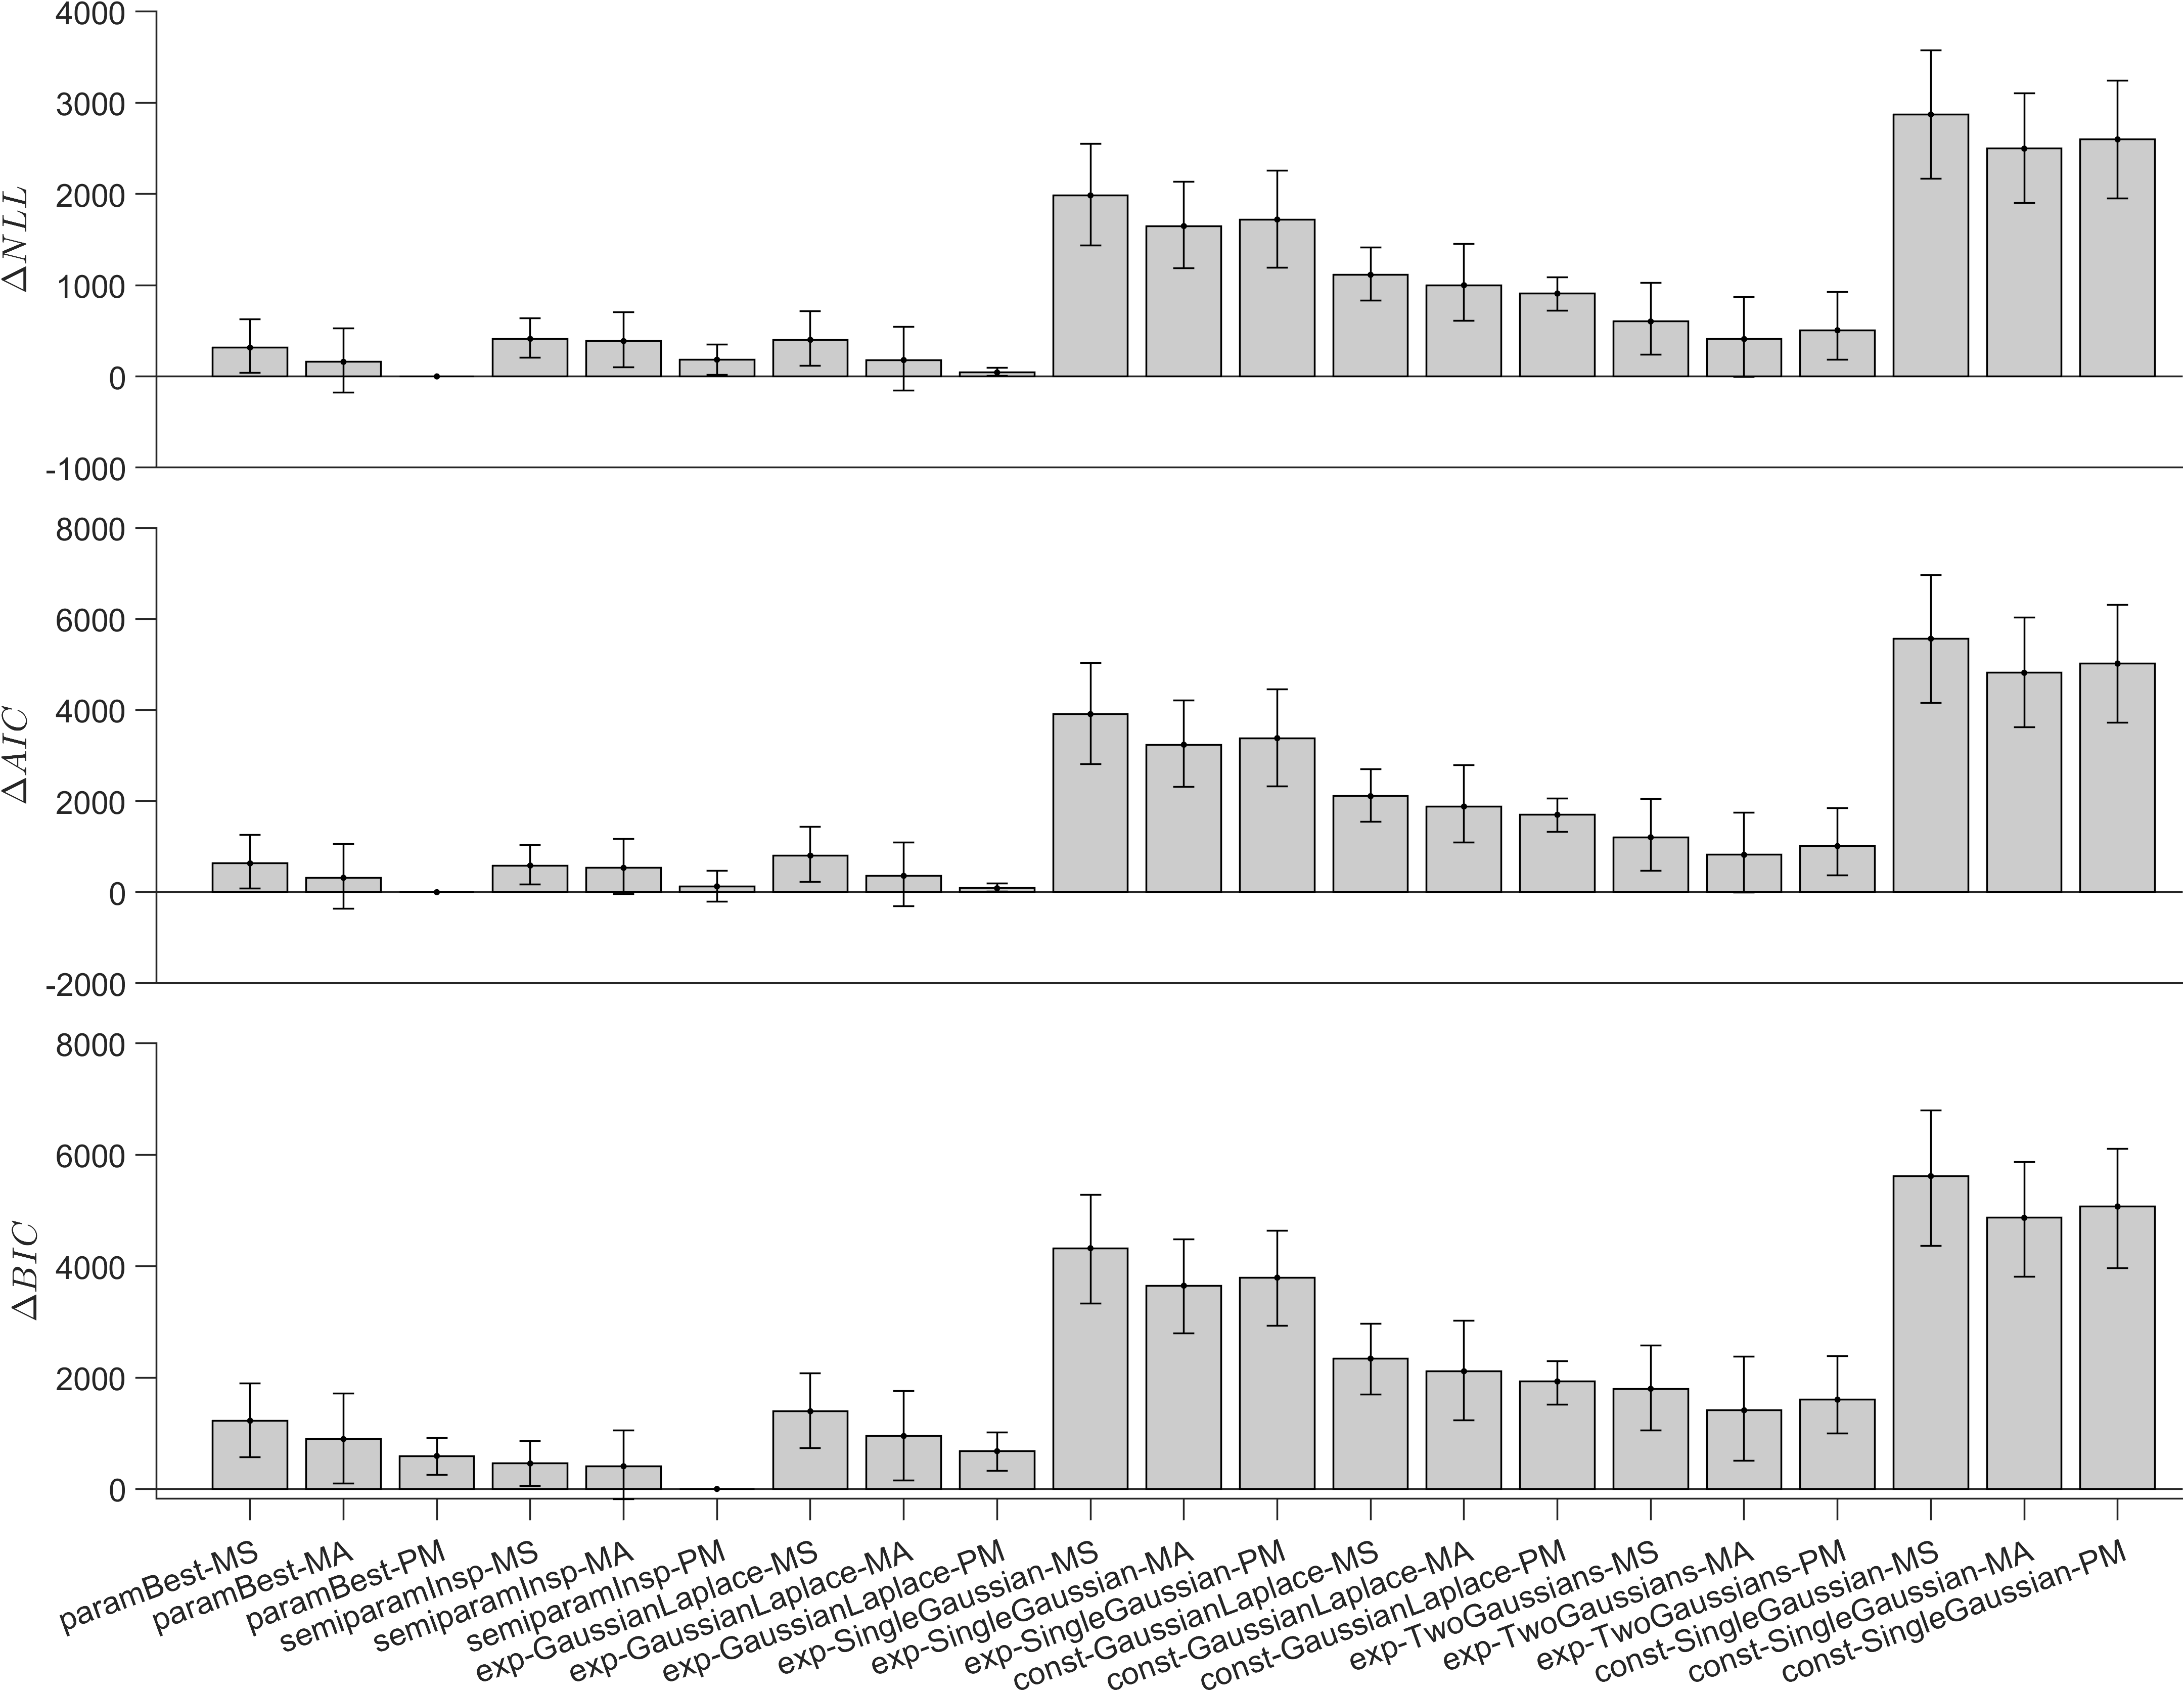 4000
3000
2000
1000
0
-1000
ΔNLL
8000
6000
4000
2000
0
-2000
ΔAIC
8000
6000
4000
2000
0
ΔBIC
paramBest-MS
paramBest-MA
paramBest-PM
semiparamInsp-MS
semiparamInsp-MA
semiparamInsp-PM
exp-GaussianLaplace-MS
exp-GaussianLaplace-MA
exp-GaussianLaplace-PM
exp-SingleGaussian-MS
exp-SingleGaussian-MA
exp-SingleGaussian-PM
const-GaussianLaplace-MS
const-GaussianLaplace-MA
const-GaussianLaplace-PM
exp-TwoGaussians-MS
exp-TwoGaussians-MA
exp-TwoGaussians-PM
const-SingleGaussian-MS
const-SingleGaussian-MA
const-SingleGaussian-PM